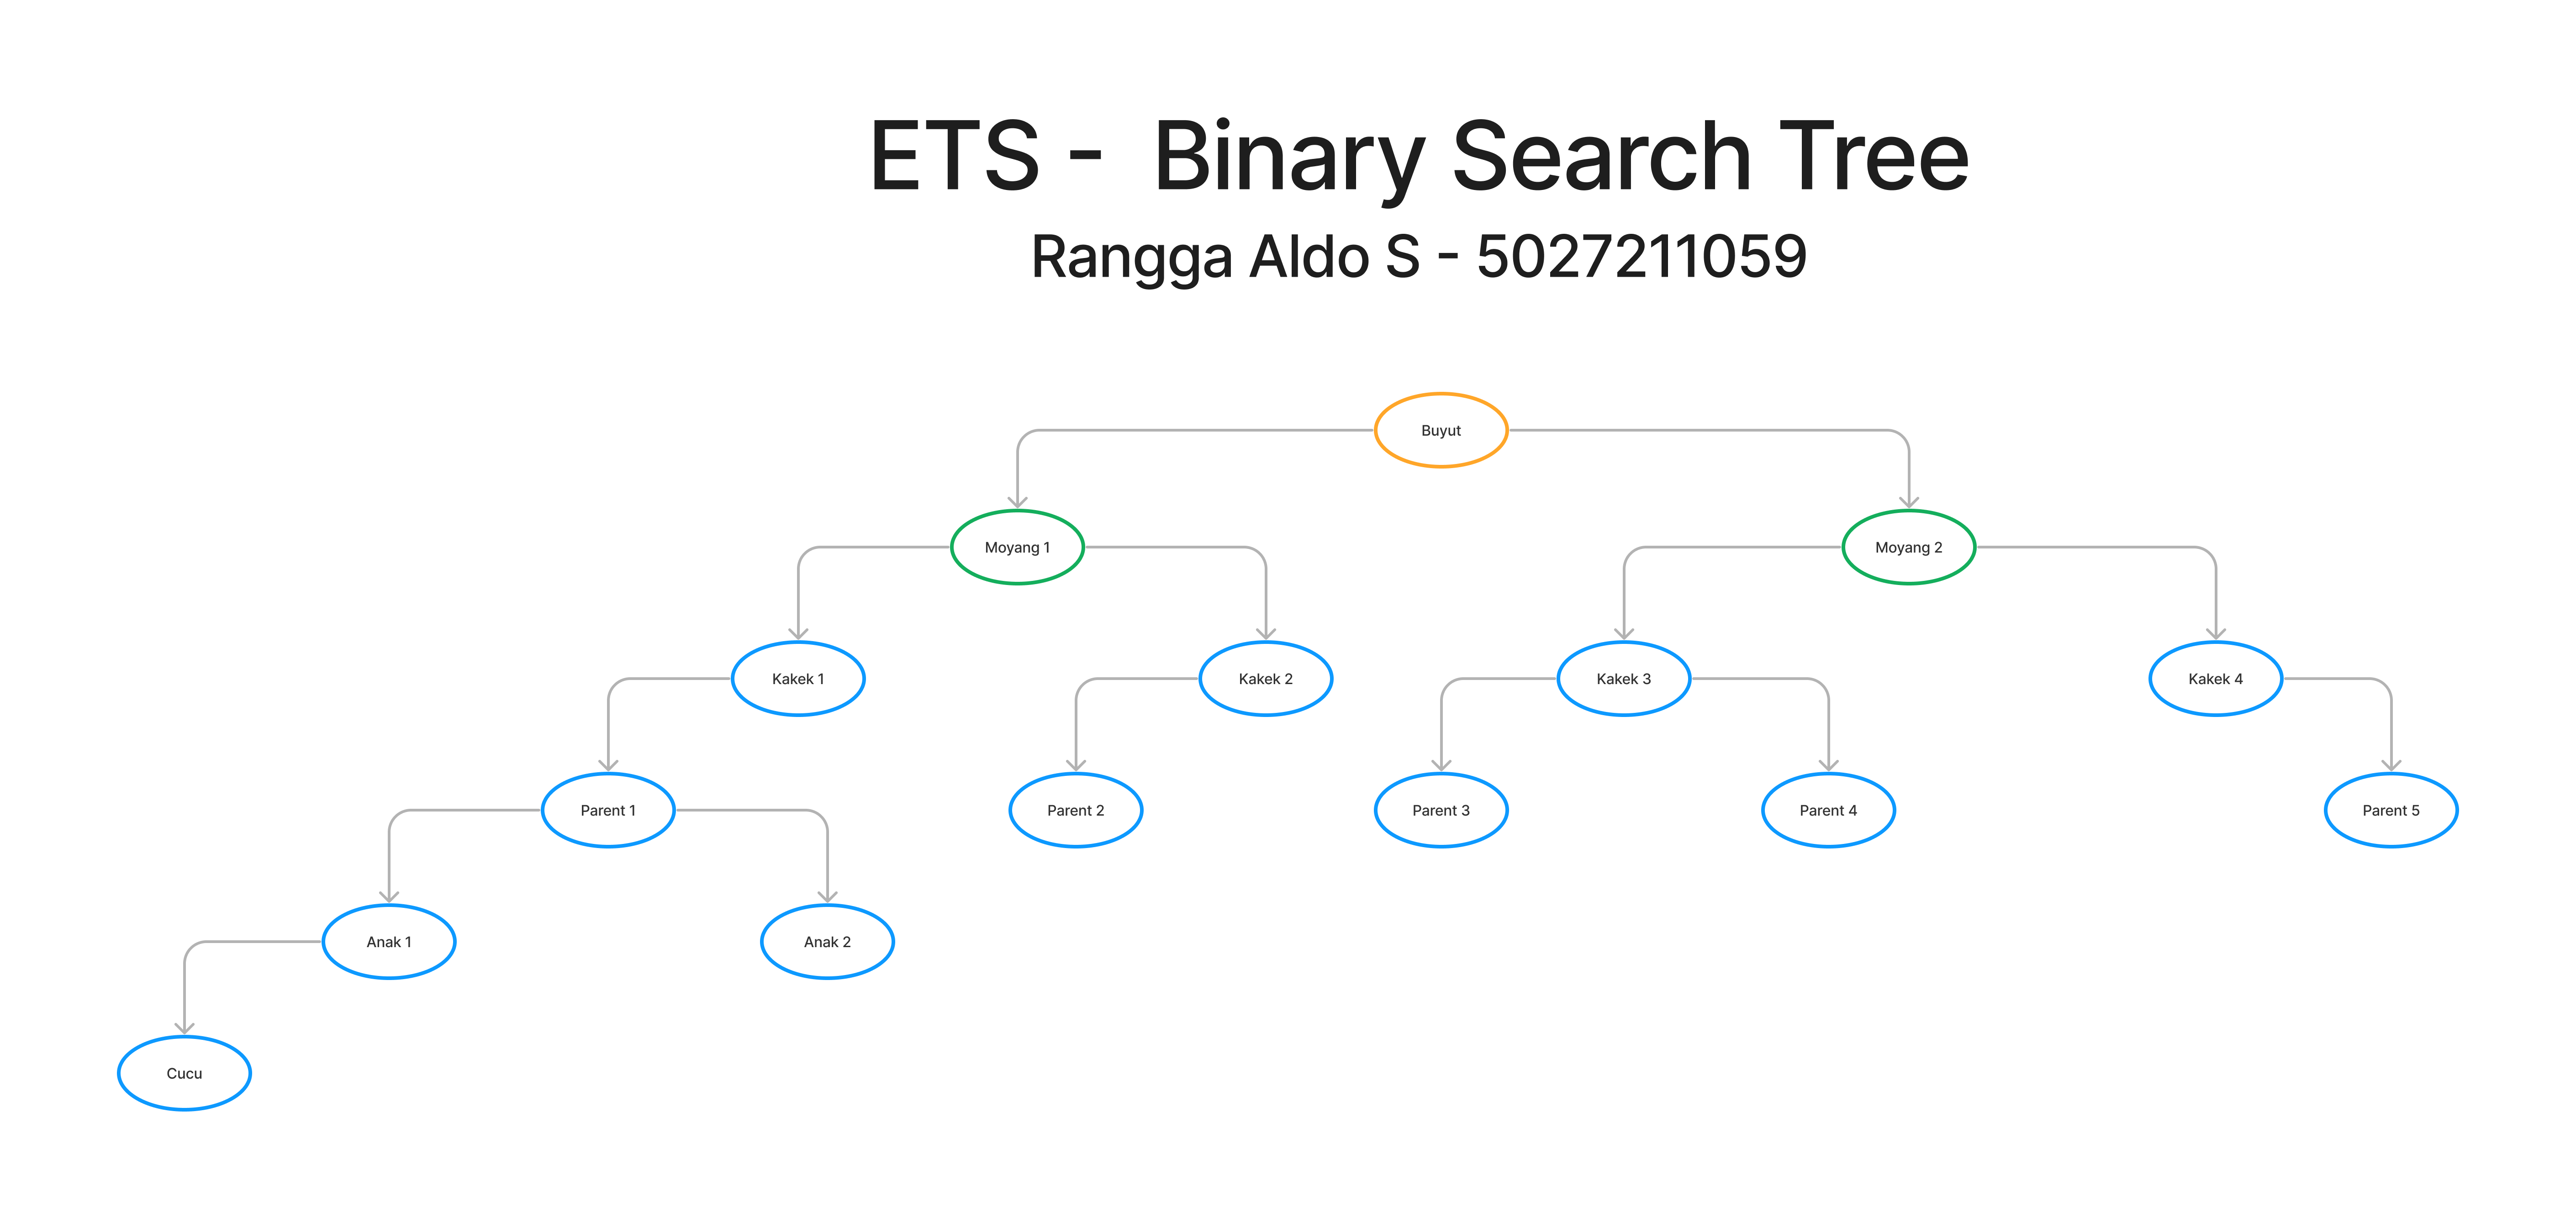 ETS -  Binary Search Tree
Rangga Aldo S - 5027211059
Buyut
Moyang 1
Moyang 2
Kakek 1
Kakek 2
Kakek 3
Kakek 4
Parent 1
Parent 2
Parent 3
Parent 4
Parent 5
Anak 1
Anak 2
Cucu